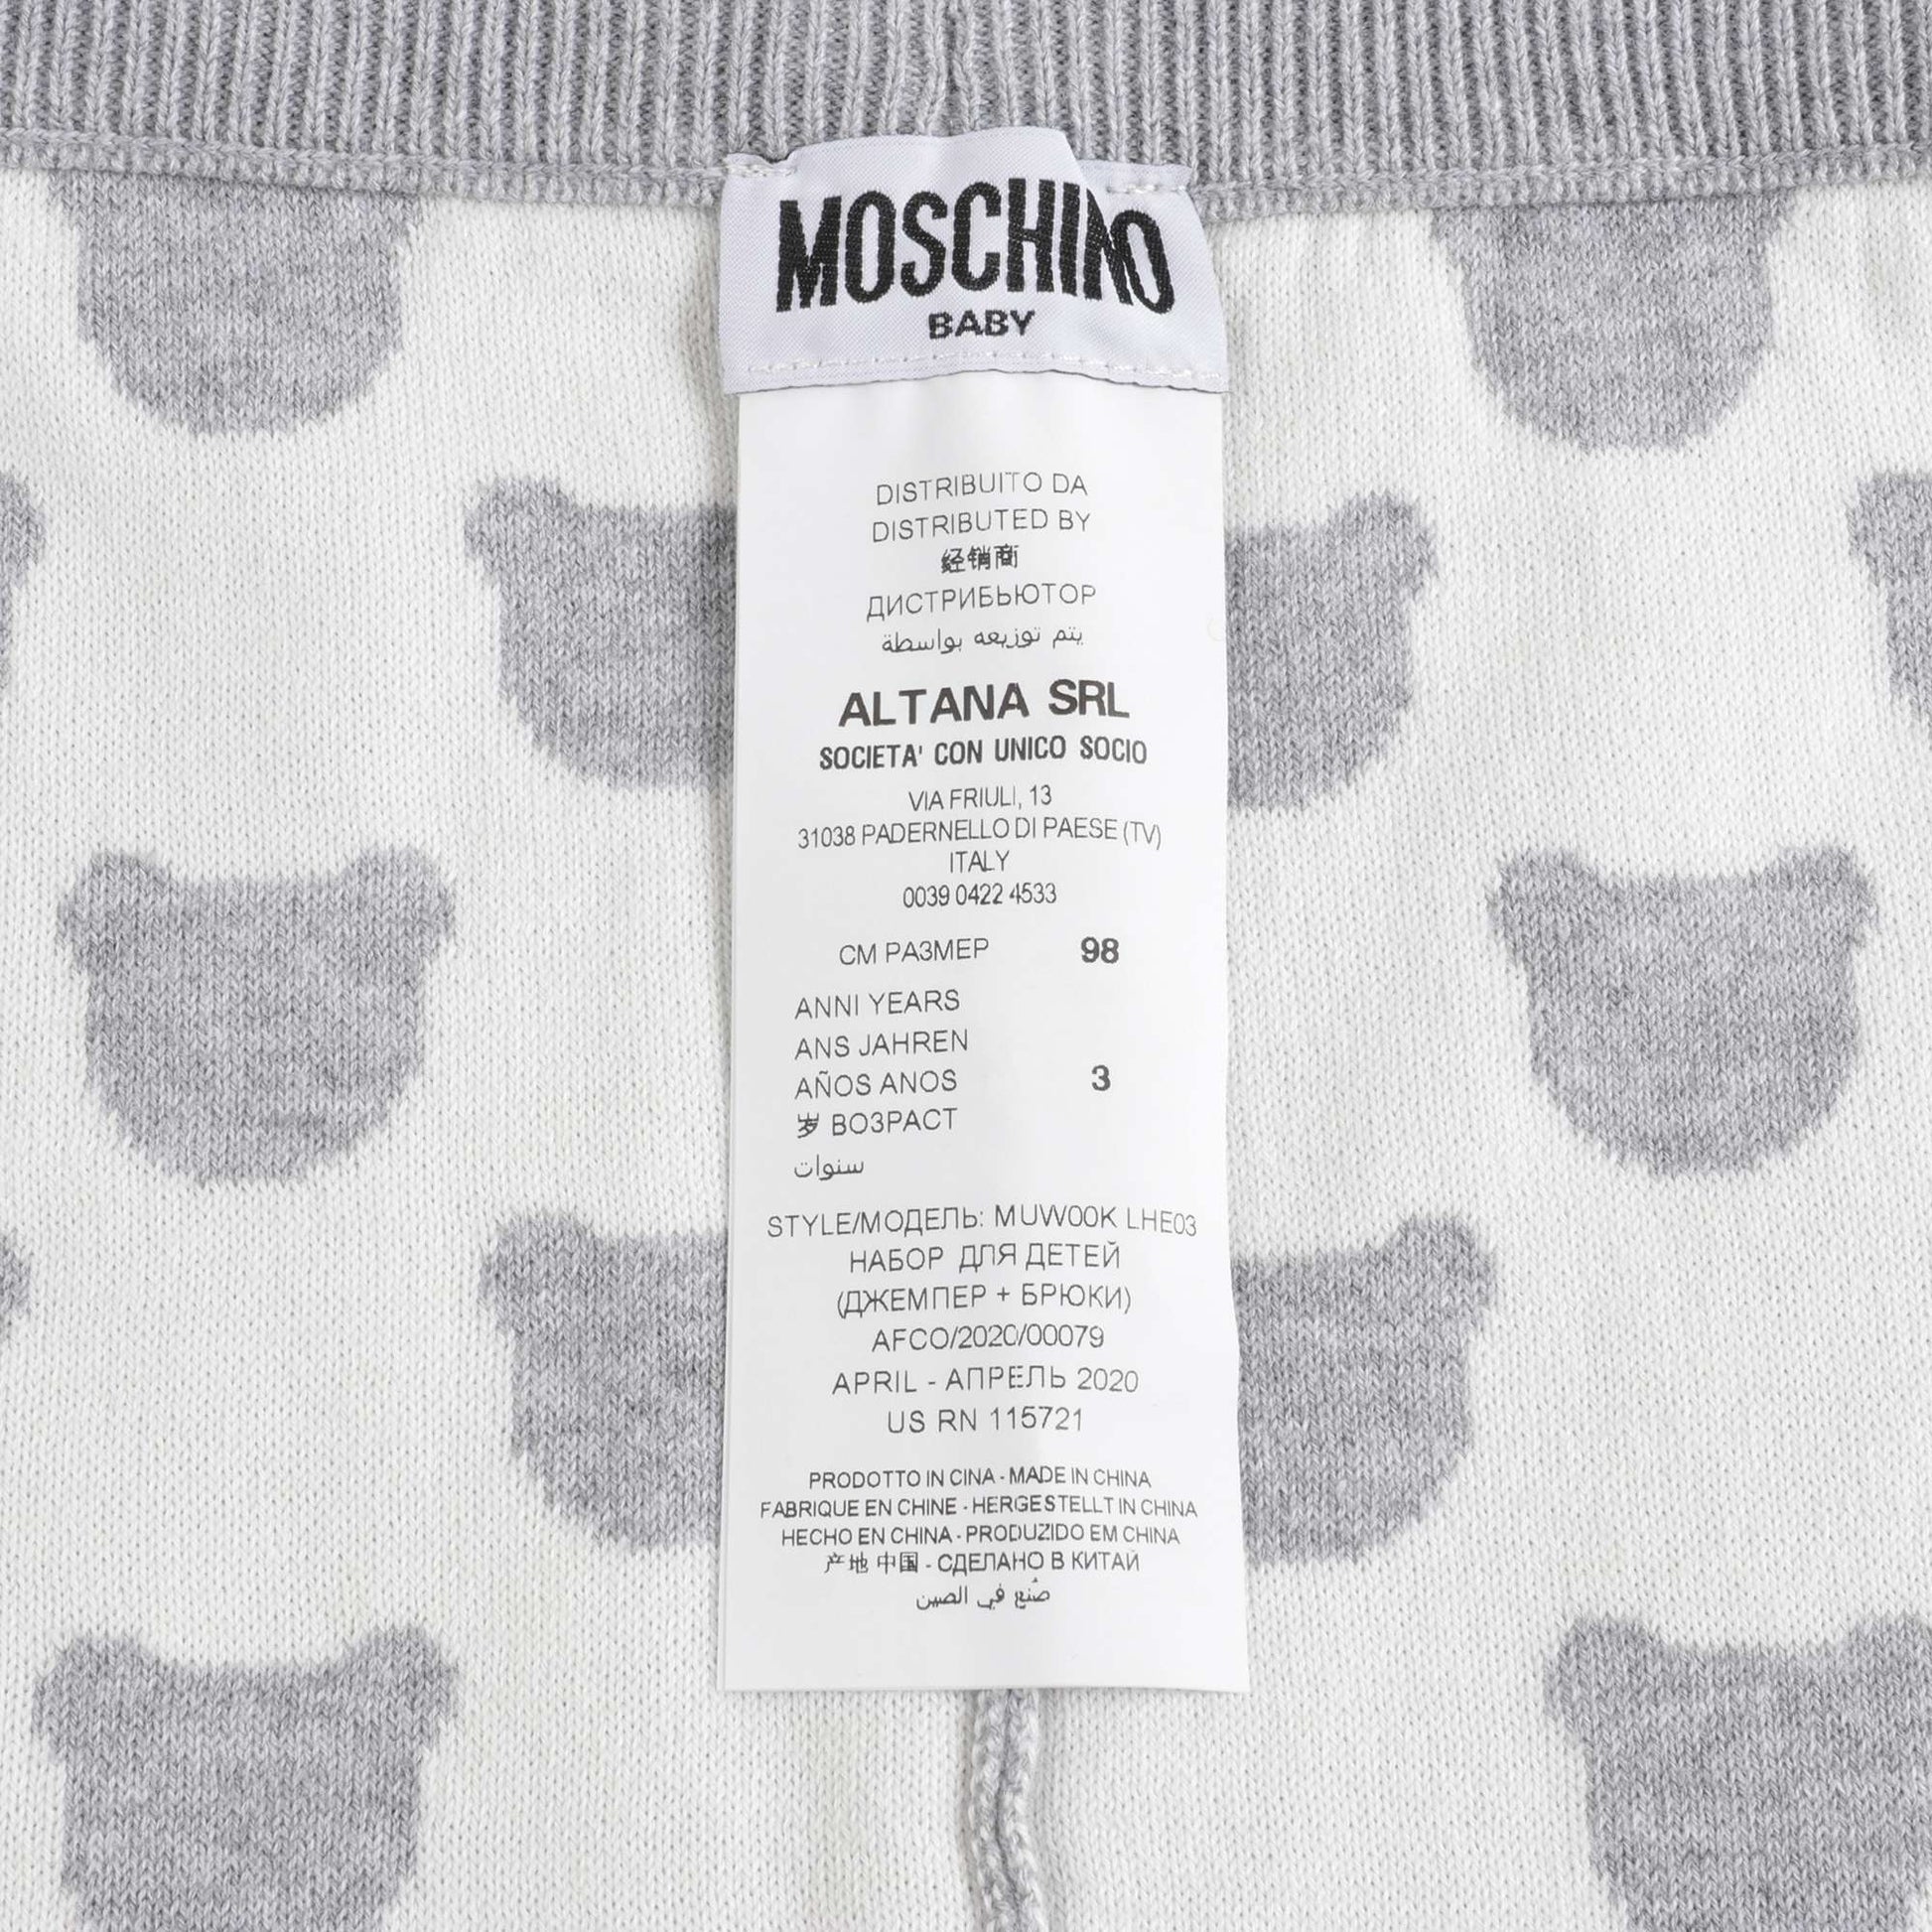 MOSCHINO
BABY
DISTRIBUITO DA
DISTRIBUTED BY
经销商
ДИСТРИБЬЮТОР
يتم توزيعه بواسطة
ALTANA SRL
SOCIETA' CON UNICO SOCIO
VIA FRIULI, 13
31038 PADERNELLO DI PAESE (TV)
ITALY
0039 0422 4533
СМ РАЗМЕР 98
ANNI YEARS
ANS JAHREN
AÑOS ANOS 3
岁 ВОЗРАСТ
سنوات
STYLE/МОДЕЛЬ: MUW00K LHE03
НАБОР ДЛЯ ДЕТЕЙ
(ДЖЕМПЕР + БРЮКИ)
AFCO/2020/00079
APRIL - АПРЕЛЬ 2020
US RN 115721
PRODOTTO IN CINA - MADE IN CHINA
FABRIQUE EN CHINE - HERGESTELLT IN CHINA
HECHO EN CHINA - PRODUZIDO EM CHINA
产地 中国 - СДЕЛАНО В КИТАЙ
صُنع في الصين